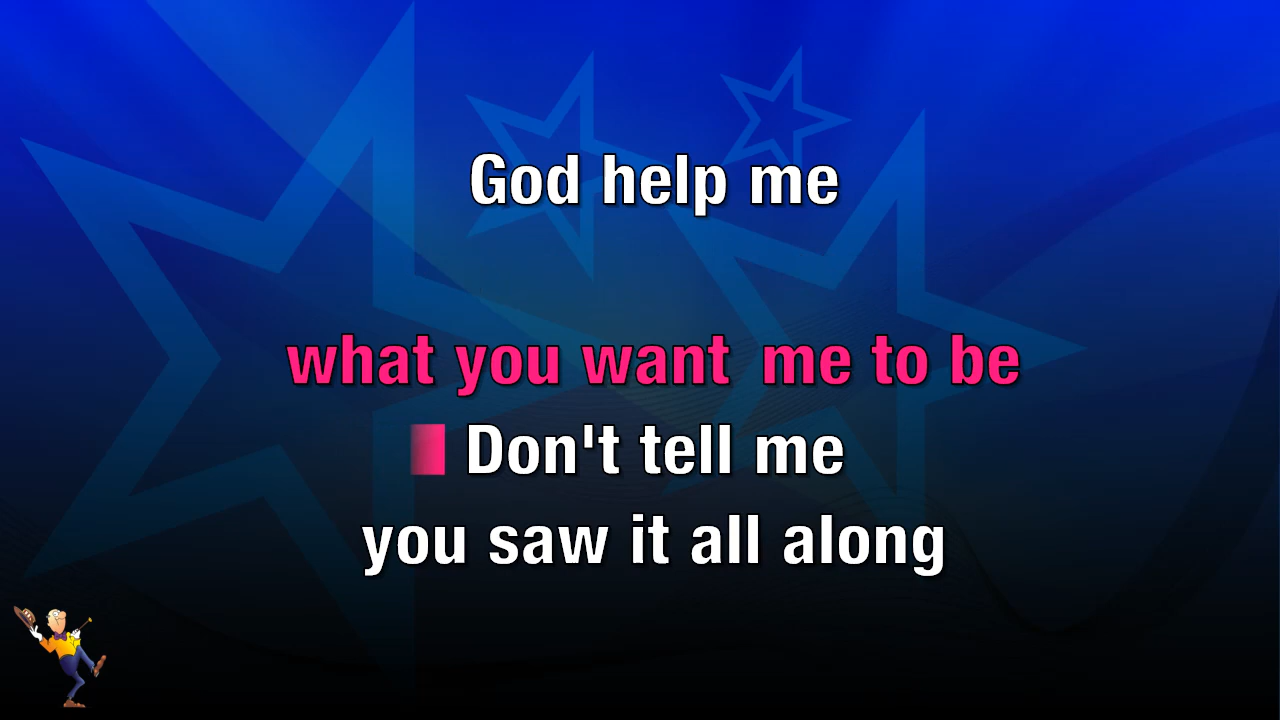 God help me
what you want me to be
Don't tell me
you saw it all along